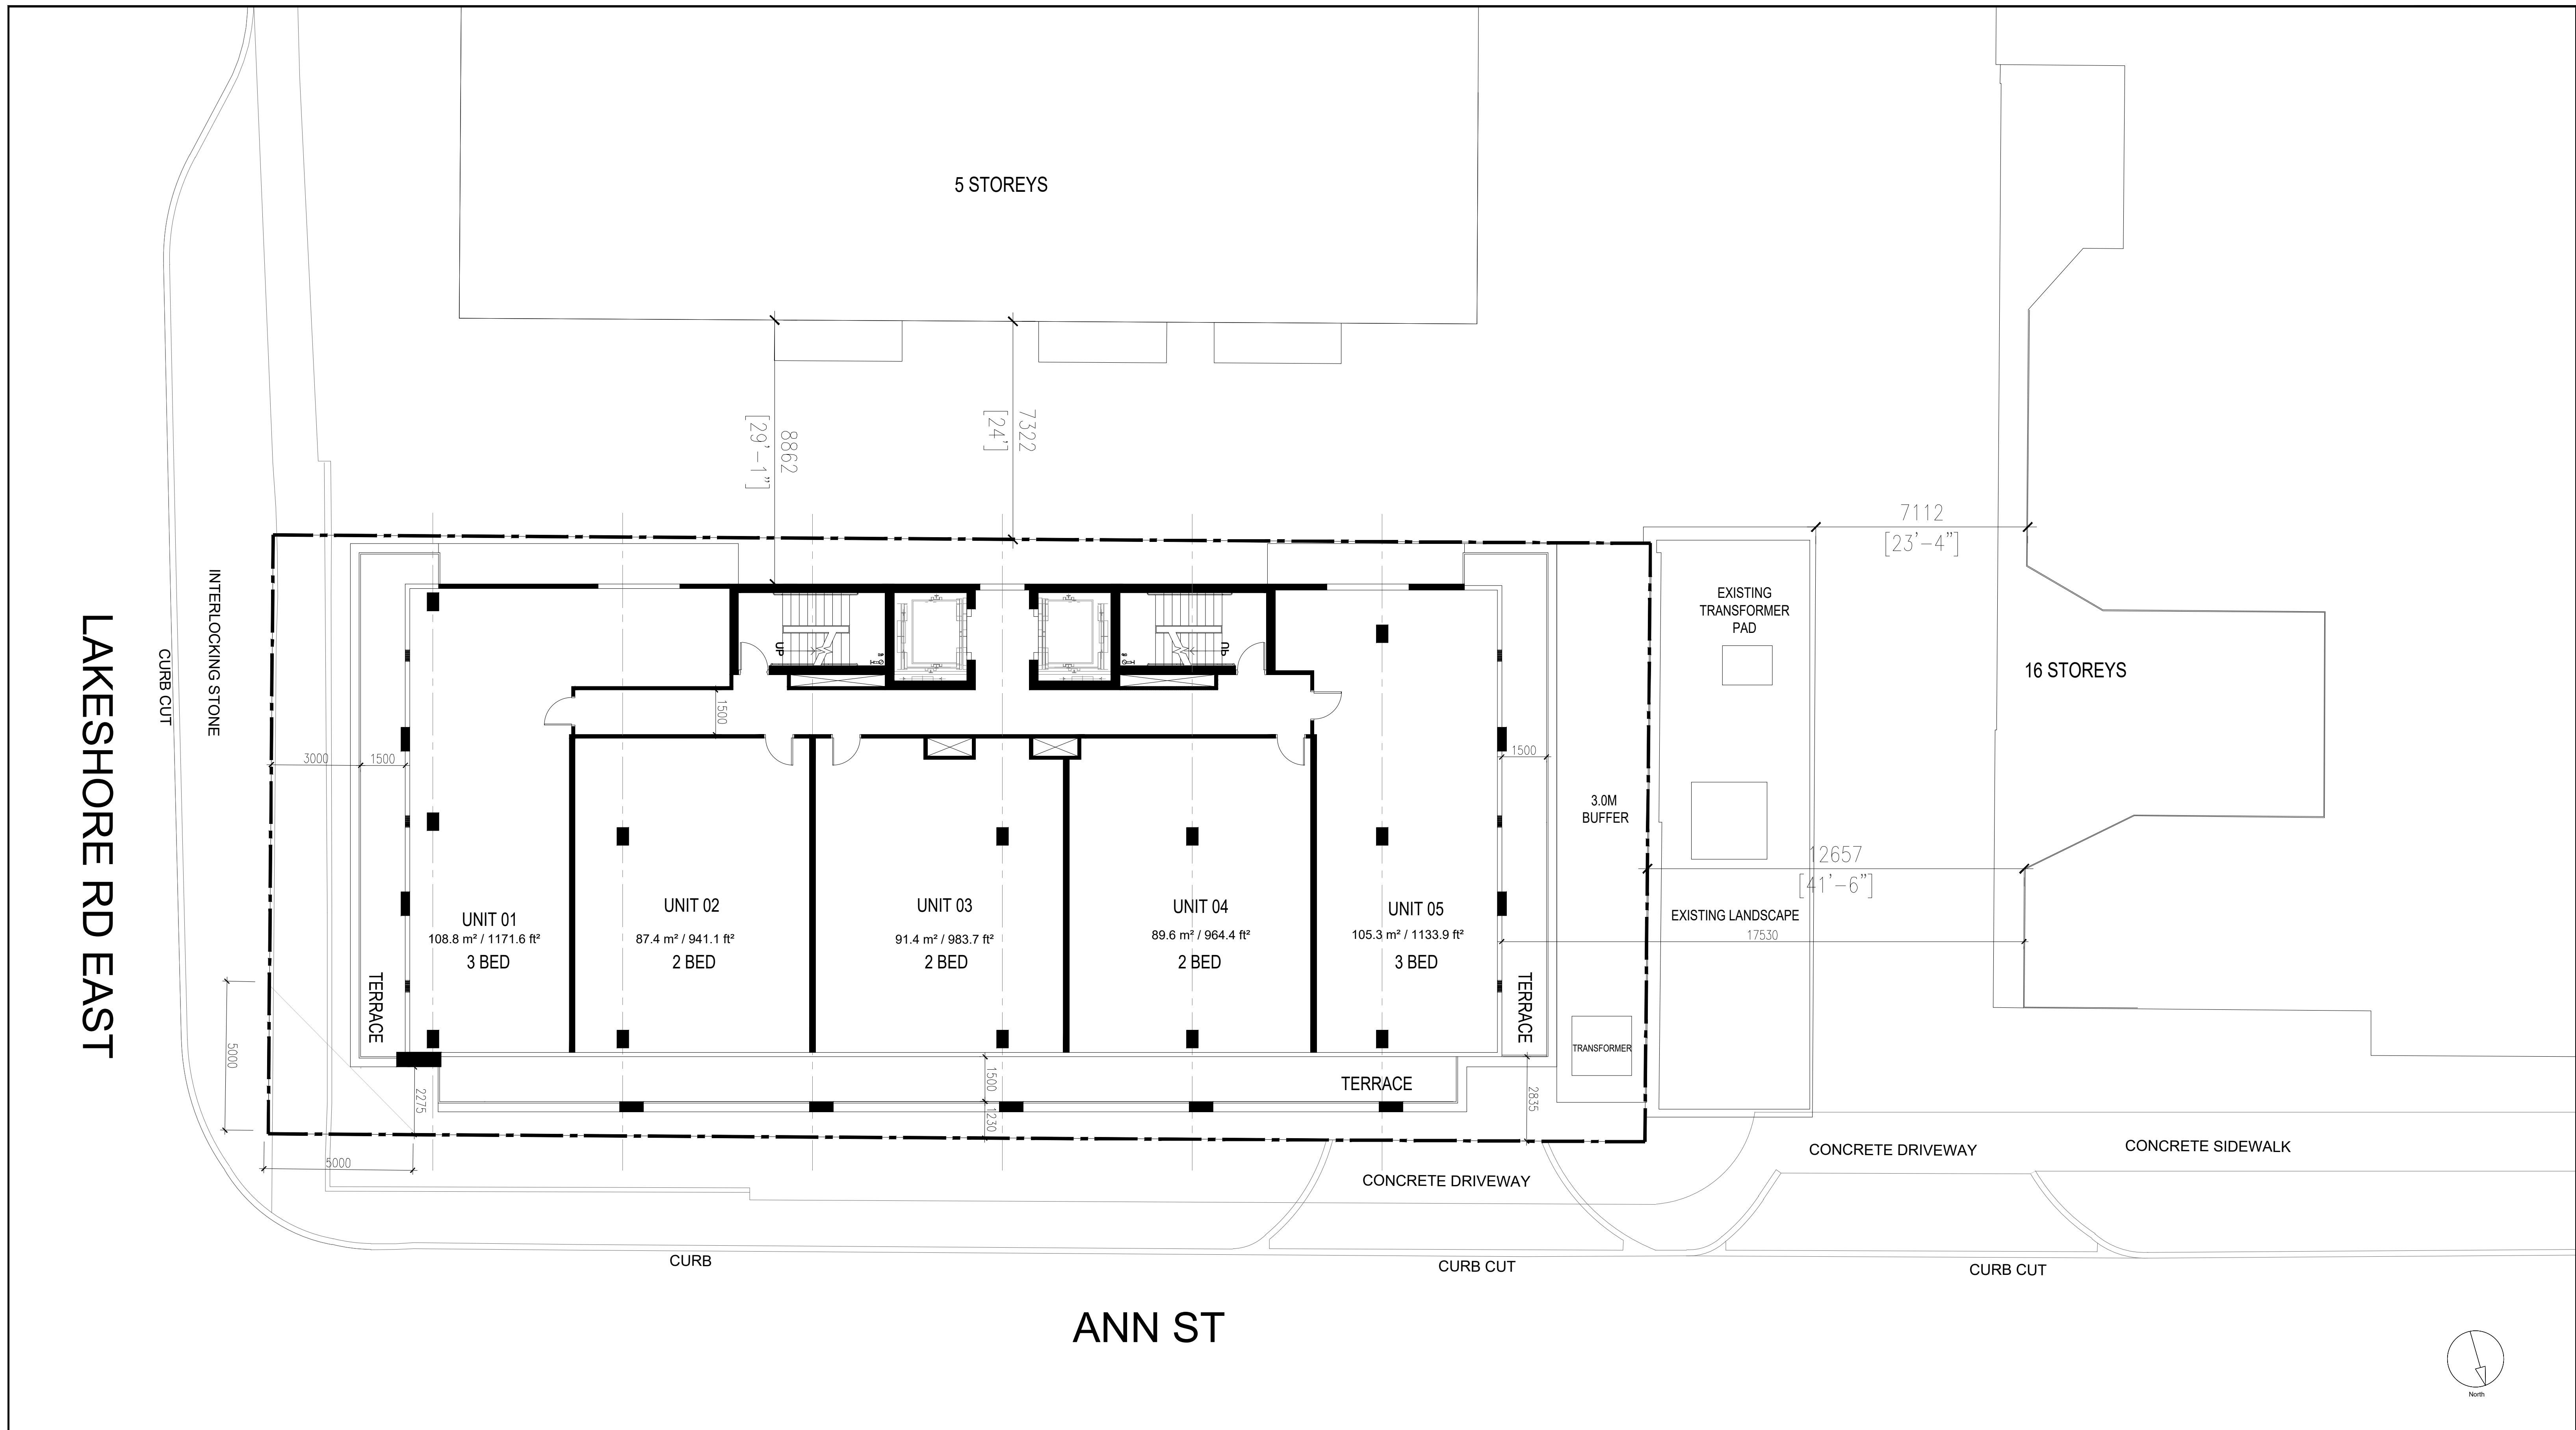 5 STOREYS
8862
[29'-1"]
7322
[24']
7112
[23'-4"]
LAKESHORE RD EAST
CURB CUT
INTERLOCKING STONE
EXISTING
TRANSFORMER
PAD
16 STOREYS
UP
UP
1500
3000
1500
1500
3.0M
BUFFER
12657
[41'-6"]
EXISTING LANDSCAPE
17530
UNIT 01
108.8 m² / 1171.6 ft²
3 BED
UNIT 02
87.4 m² / 941.1 ft²
2 BED
UNIT 03
91.4 m² / 983.7 ft²
2 BED
UNIT 04
89.6 m² / 964.4 ft²
2 BED
UNIT 05
105.3 m² / 1133.9 ft²
3 BED
TERRACE
TERRACE
TRANSFORMER
5000
2275
1500
1230
TERRACE
2835
5000
CONCRETE DRIVEWAY
CONCRETE DRIVEWAY
CONCRETE SIDEWALK
CURB
CURB CUT
CURB CUT
ANN ST
North